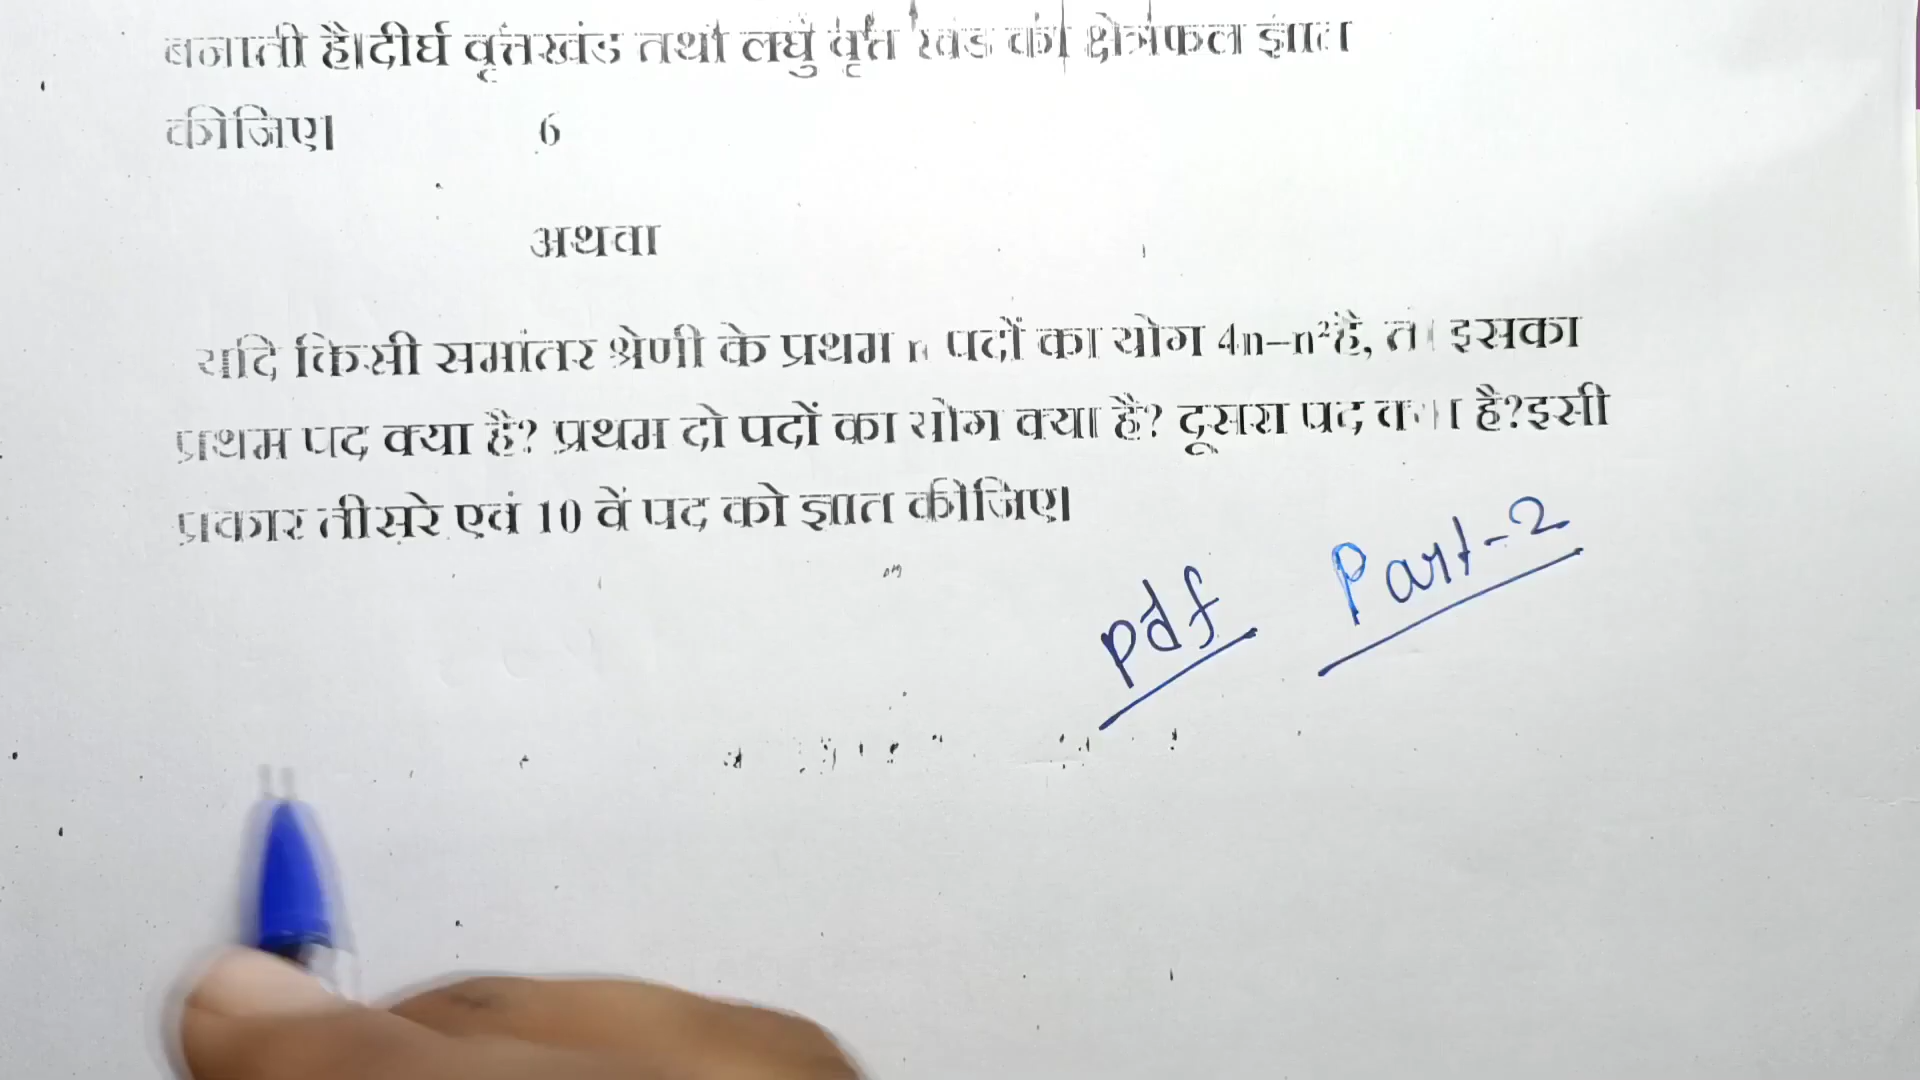 बनाती है।दीर्घ वृत्तखंड तथा लघु वृत्त खंड का क्षेत्रफल ज्ञात
कीजिए। 6
अथवा
यदि किसी समांतर श्रेणी के प्रथम n पदों का योग 4n–n² है, तो इसका
प्रथम पद क्या है? प्रथम दो पदों का योग क्या है? दूसरा पद क्या है?इसी
प्रकार तीसरे एवं 10 वें पद को ज्ञात कीजिए।
pdf Part-2